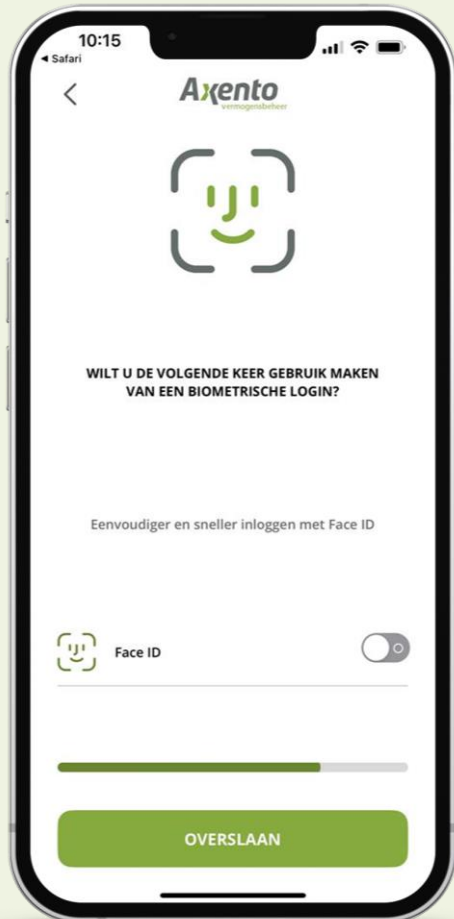 10:15
◀ Safari
Axento
vermogensbeheer
WILT U DE VOLGENDE KEER GEBRUIK MAKEN
VAN EEN BIOMETRISCHE LOGIN?
Eenvoudiger en sneller inloggen met Face ID
Face ID
OVERSLAAN